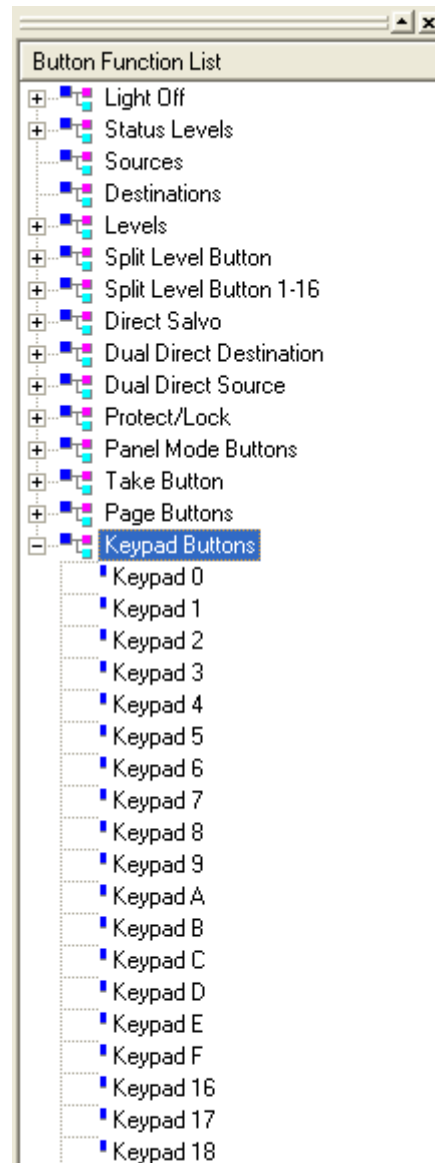 Button Function List
Light Off
Status Levels
Sources
Destinations
Levels
Split Level Button
Split Level Button 1-16
Direct Salvo
Dual Direct Destination
Dual Direct Source
Protect/Lock
Panel Mode Buttons
Take Button
Page Buttons
Keypad Buttons
Keypad 0
Keypad 1
Keypad 2
Keypad 3
Keypad 4
Keypad 5
Keypad 6
Keypad 7
Keypad 8
Keypad 9
Keypad A
Keypad B
Keypad C
Keypad D
Keypad E
Keypad F
Keypad 16
Keypad 17
Keypad 18